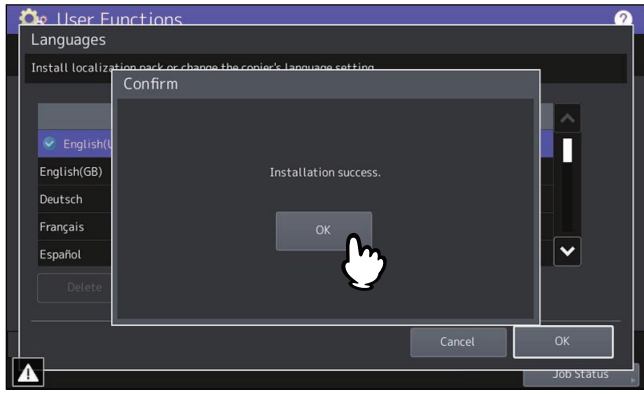 User Functions
?
Languages
Install localization pack or change the copier's language setting
Confirm
English(U
English(GB)
Deutsch
Français
Español
Installation success.
OK
Delete
Cancel
OK
Job Status